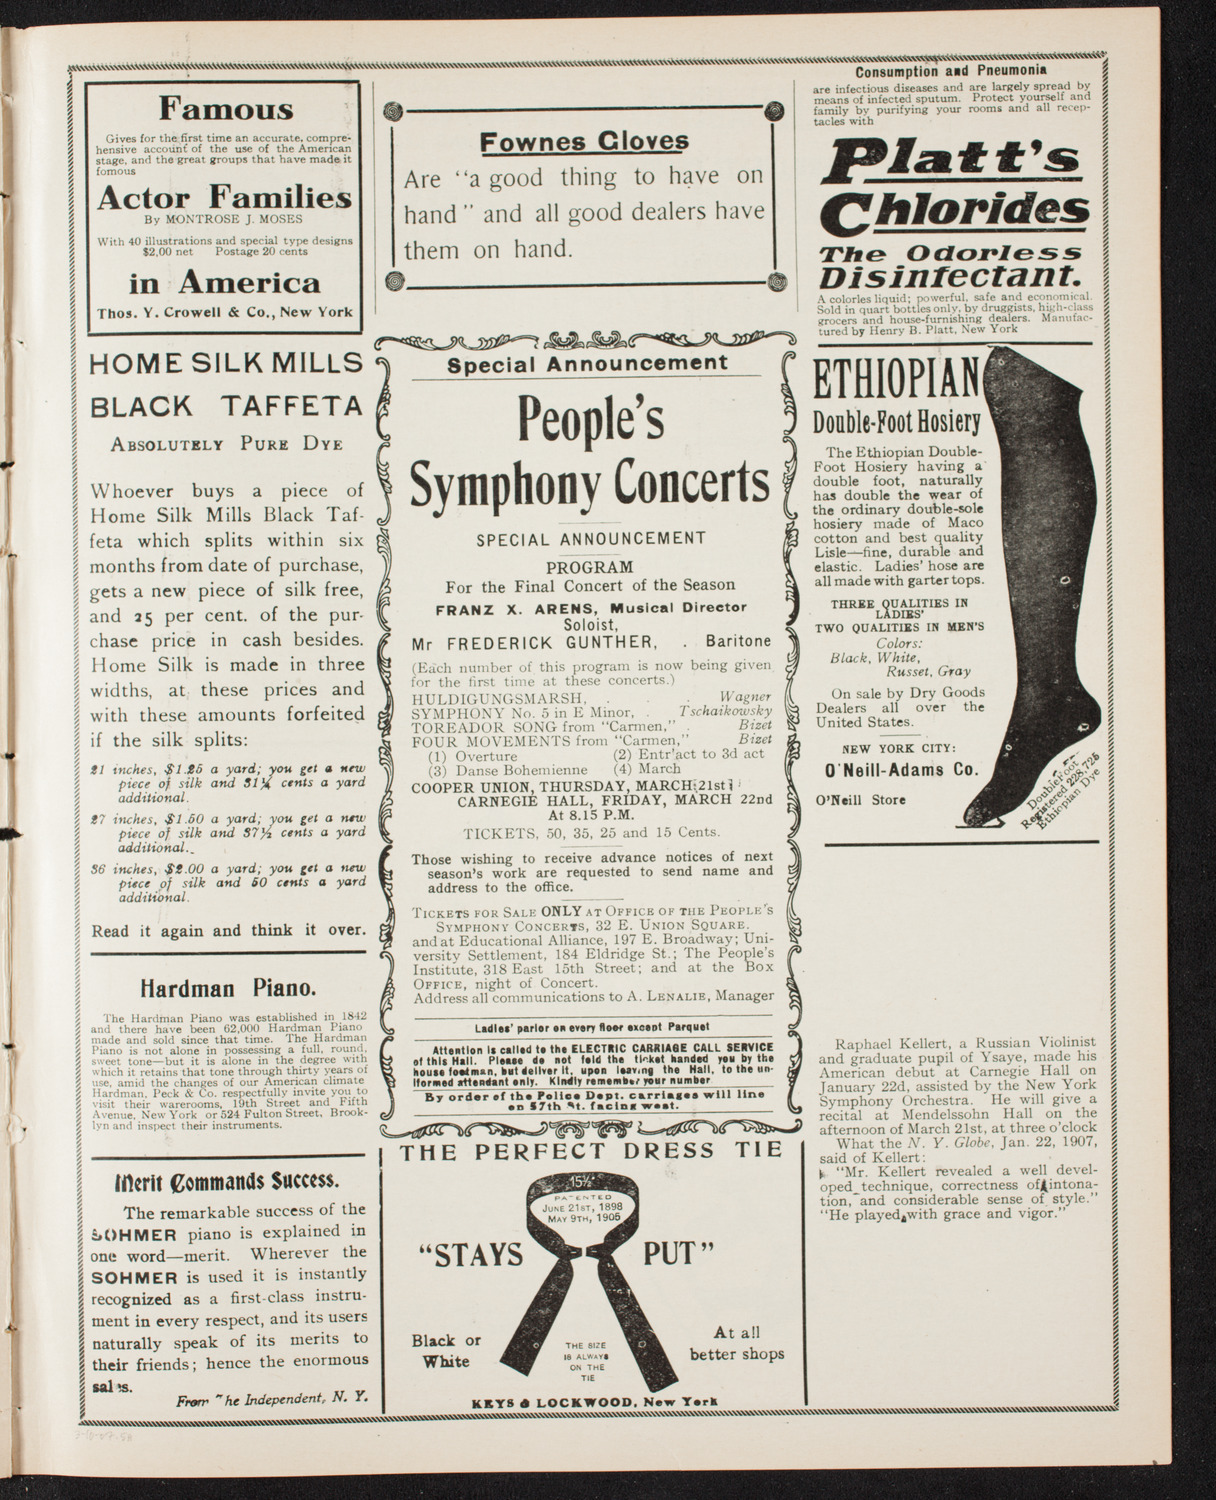 Famous
Gives for the first time an accurate, compre-
hensive account of the use of the American
stage, and the great groups that have made it
fomous
Actor Families
By MONTROSE J. MOSES
With 40 illustrations and special type designs
$2,00 net Postage 20 cents
in America
Thos. Y. Crowell & Co., New York
HOME SILK MILLS
BLACK TAFFETA
ABSOLUTELY PURE DYE
Whoever buys a piece of
Home Silk Mills Black Taf-
feta which splits within six
months from date of purchase,
gets a new piece of silk free,
and 25 per cent. of the pur-
chase price in cash besides.
Home Silk is made in three
widths, at these prices and
with these amounts forfeited
if the silk splits:
21 inches, $1.25 a yard; you get a new
piece of silk and 31¼ cents a yard
additional.
27 inches, $1.50 a yard; you get a new
piece of silk and 37½ cents a yard
additional.
36 inches, $2.00 a yard; you get a new
piece of silk and 50 cents a yard
additional.
Read it again and think it over.
Hardman Piano.
The Hardman Piano was established in 1842
and there have been 62,000 Hardman Piano
made and sold since that time. The Hardman
Piano is not alone in possessing a full, round,
sweet tone—but it is alone in the degree with
which it retains that tone through thirty years of
use, amid the changes of our American climate
Hardman, Peck & Co. respectfully invite you to
visit their warerooms, 19th Street and Fifth
Avenue, New York or 524 Fulton Street, Brook-
lyn and inspect their instruments.
Merit Commands Success.
The remarkable success of the
SOHMER piano is explained in
one word—merit. Wherever the
SOHMER is used it is instantly
recognized as a first-class instru-
ment in every respect, and its users
naturally speak of its merits to
their friends; hence the enormous
sales.
From The Independent, N. Y.
Fownes Gloves
Are "a good thing to have on
hand" and all good dealers have
them on hand.
Special Announcement
People's
Symphony Concerts
SPECIAL ANNOUNCEMENT
PROGRAM
For the Final Concert of the Season
FRANZ X. ARENS, Musical Director
Soloist,
Mr FREDERICK GUNTHER, . Baritone
(Each number of this program is now being given
for the first time at these concerts.)
HULDIGUNGSMARSH, . . . Wagner
SYMPHONY No. 5 in E Minor, . Tschaikowsky
TOREADOR SONG from "Carmen," . Bizet
FOUR MOVEMENTS from "Carmen," Bizet
(1) Overture (2) Entr'act to 3d act
(3) Danse Bohemienne (4) March
COOPER UNION, THURSDAY, MARCH 21st
CARNEGIE HALL, FRIDAY, MARCH 22nd
At 8.15 P.M.
TICKETS, 50, 35, 25 and 15 Cents.
Those wishing to receive advance notices of next
season's work are requested to send name and
address to the office.
TICKETS FOR SALE ONLY AT OFFICE OF THE PEOPLE'S
SYMPHONY CONCERTS, 32 E. UNION SQUARE.
and at Educational Alliance, 197 E. Broadway; Uni-
versity Settlement, 184 Eldridge St.; The People's
Institute, 318 East 15th Street; and at the Box
OFFICE, night of Concert.
Address all communications to A. LENALIE, Manager
Ladies' parlor on every floor except Parquet
Attention is called to the ELECTRIC CARRIAGE CALL SERVICE
of this Hall. Please do not fold the ticket handed you by the
house footman, but deliver it, upon leaving the Hall, to the un-
iformed attendant only. Kindly remember your number
By order of the Police Dept. carriages will line
on 57th St. facing west.
THE PERFECT DRESS TIE
15½
PATENTED
JUNE 21ST, 1898
MAY 9TH, 1905
"STAYS PUT"
Black or
White
THE SIZE
IS ALWAYS
ON THE
TIE
At all
better shops
KEYS & LOCKWOOD, New York
Consumption and Pneumonia
are infectious diseases and are largely spread by
means of infected sputum. Protect yourself and
family by purifying your rooms and all recep-
tacles with
Platt's
Chlorides
The Odorless
Disinfectant.
A colorles liquid; powerful, safe and economical.
Sold in quart bottles only, by druggists, high-class
grocers and house-furnishing dealers. Manufac-
tured by Henry B. Platt, New York
ETHIOPIAN
Double-Foot Hosiery
The Ethiopian Double-
Foot Hosiery having a
double foot, naturally
has double the wear of
the ordinary double-sole
hosiery made of Maco
cotton and best quality
Lisle—fine, durable and
elastic. Ladies' hose are
all made with garter tops.
THREE QUALITIES IN
LADIES'
TWO QUALITIES IN MEN'S
Colors:
Black, White,
Russet, Gray
On sale by Dry Goods
Dealers all over the
United States.
NEW YORK CITY:
O'Neill-Adams Co.
O'Neill Store
Double Foot
Registered 228,725
Ethiopian Dye
Raphael Kellert, a Russian Violinist
and graduate pupil of Ysaye, made his
American debut at Carnegie Hall on
January 22d, assisted by the New York
Symphony Orchestra. He will give a
recital at Mendelssohn Hall on the
afternoon of March 21st, at three o'clock
What the N. Y. Globe, Jan. 22, 1907,
said of Kellert:
"Mr. Kellert revealed a well devel-
oped technique, correctness of intona-
tion, and considerable sense of style."
"He played with grace and vigor."
3-10-07-5E